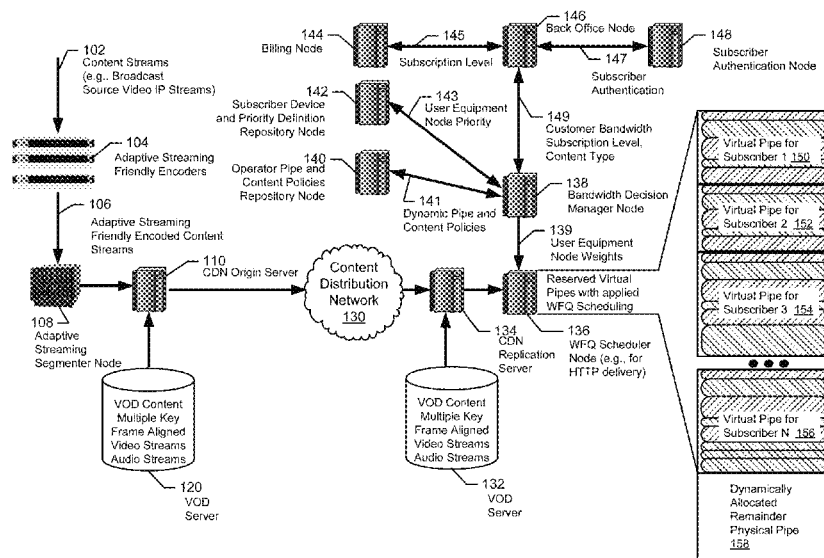 102
Content Streams
(e.g., Broadcast
Source Video IP Streams)
104
Adaptive Streaming
Friendly Encoders
106
Adaptive Streaming
Friendly Encoded Content
Streams
108
Adaptive
Streaming
Segmenter Node
110
CDN Origin Server
VOD Content
Multiple Key
Frame Aligned
Video Streams
Audio Streams
120
VOD
Server
Content
Distribution
Network
130
VOD Content
Multiple Key
Frame Aligned
Video Streams
Audio Streams
132
VOD
Server
134
CDN
Replication
Server
136
WFQ Scheduler
Node (e.g., for
HTTP delivery)
144
Billing Node
145
Subscription Level
146
Back Office Node
147
Subscriber
Authentication
148
Subscriber
Authentication Node
142
Subscriber Device
and Priority Definition
Repository Node
143
User Equipment
Node Priority
149
Customer Bandwidth
Subscription Level,
Content Type
140
Operator Pipe and
Content Policies
Repository Node
141
Dynamic Pipe and
Content Policies
138
Bandwidth Decision
Manager Node
139
User Equipment
Node Weights
Reserved Virtual
Pipes with applied
WFQ Scheduling
Virtual Pipe for
Subscriber 1 150
Virtual Pipe for
Subscriber 2 152
Virtual Pipe for
Subscriber 3 154
Virtual Pipe for
Subscriber N 156
Dynamically
Allocated
Remainder
Physical Pipe
158